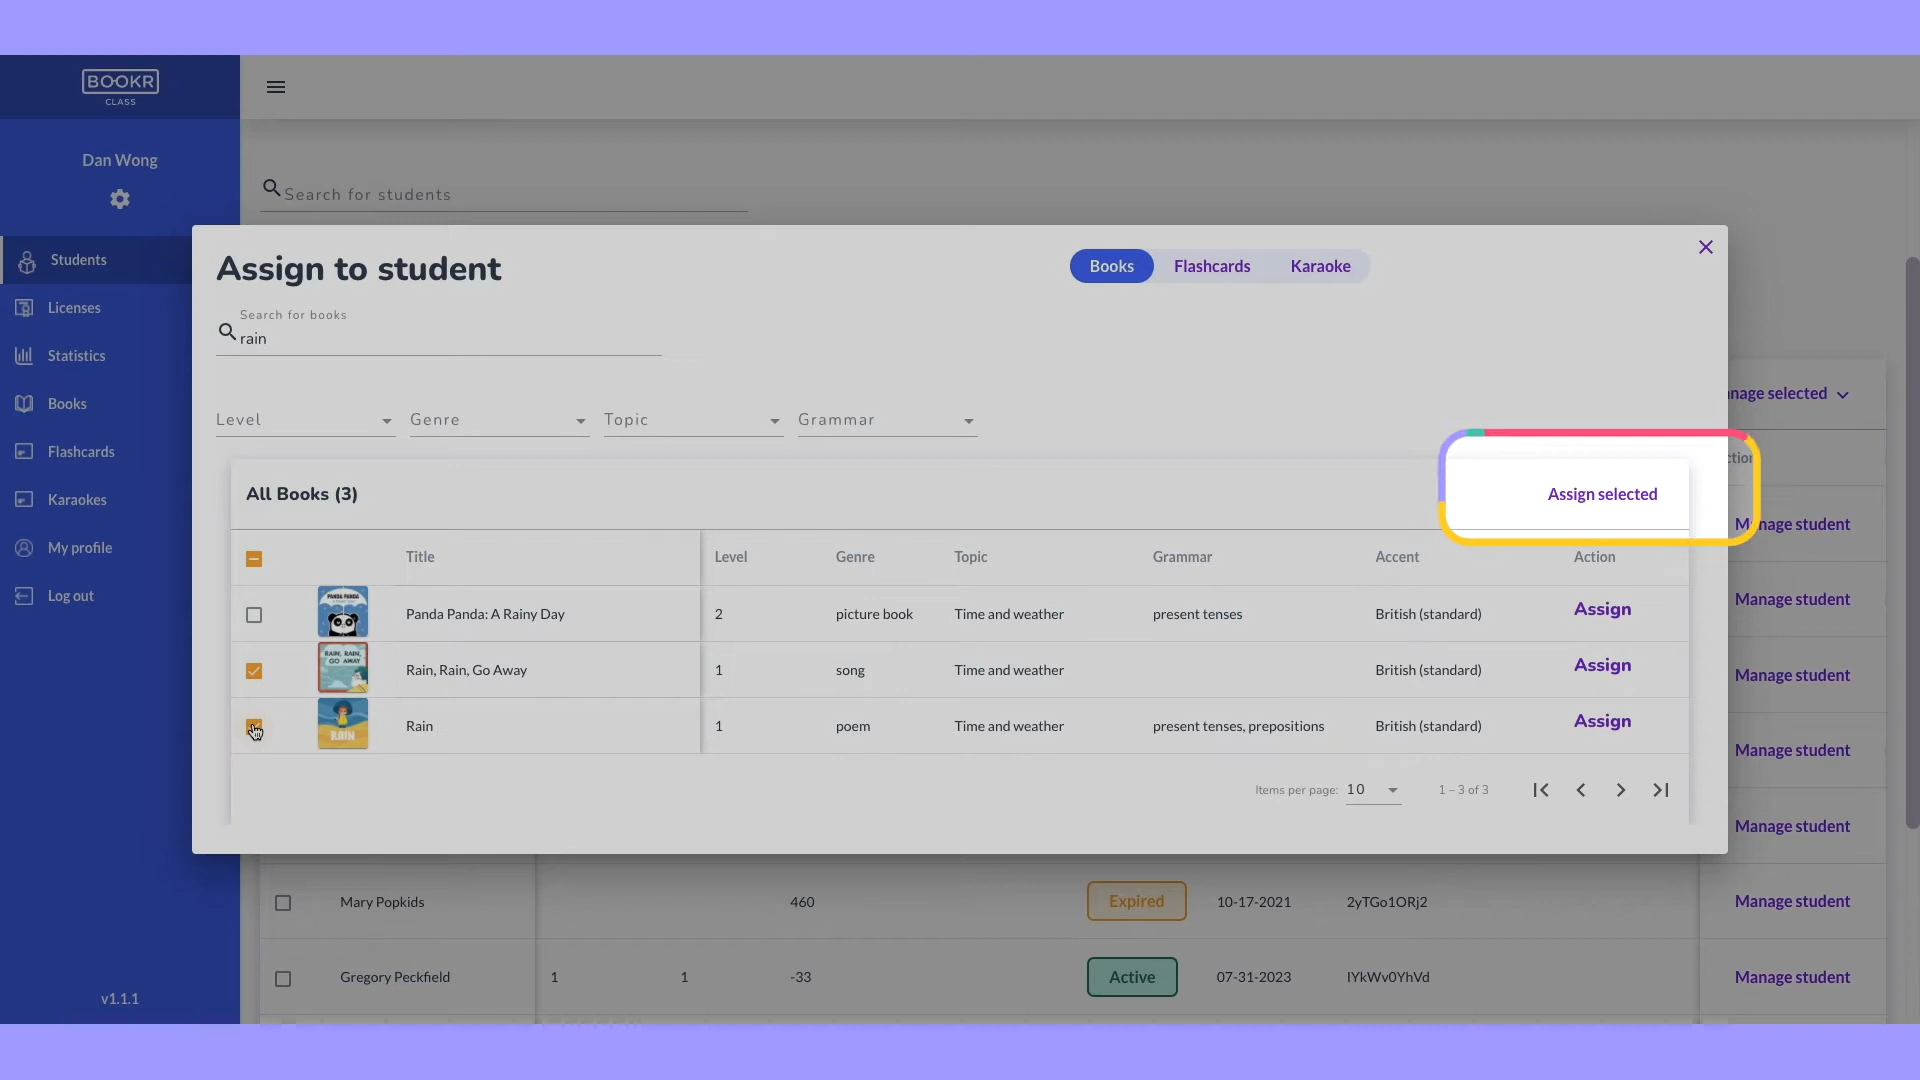 BOOKR
CLASS
Dan Wong
Students
Licenses
Statistics
Books
Flashcards
Karaokes
My profile
Log out
v1.1.1
Search for students
Assign to student
Books Flashcards Karaoke
Search for books
rain
Level Genre Topic Grammar
All Books (3)
Assign selected
Title Level Genre Topic Grammar Accent Action
PANDA PANDA
Panda Panda: A Rainy Day 2 picture book Time and weather present tenses British (standard) Assign
RAIN, RAIN,
GO AWAY
Rain, Rain, Go Away 1 song Time and weather British (standard) Assign
RAIN
Rain 1 poem Time and weather present tenses, prepositions British (standard) Assign
Items per page: 10 1 – 3 of 3
nage selected
ction
Manage student
Manage student
Manage student
Manage student
Manage student
Mary Popkids 460 Expired 10-17-2021 2yTGo1ORj2 Manage student
Gregory Peckfield 1 1 -33 Active 07-31-2023 IYkWv0YhVd Manage student